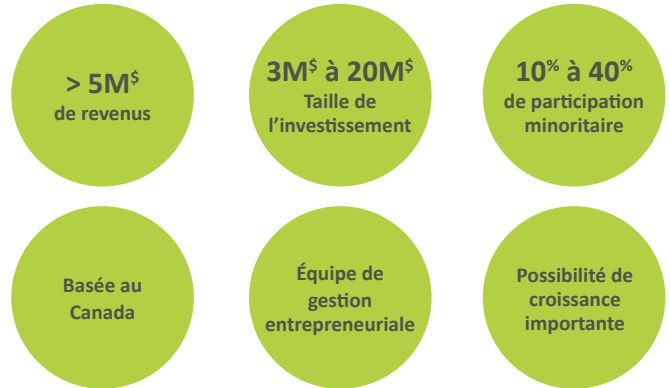 > 5M$
de revenus
3M$ à 20M$
Taille de
l'investissement
10% à 40%
de participation
minoritaire
Basée au
Canada
Équipe de
gestion
entrepreneuriale
Possibilité de
croissance
importante